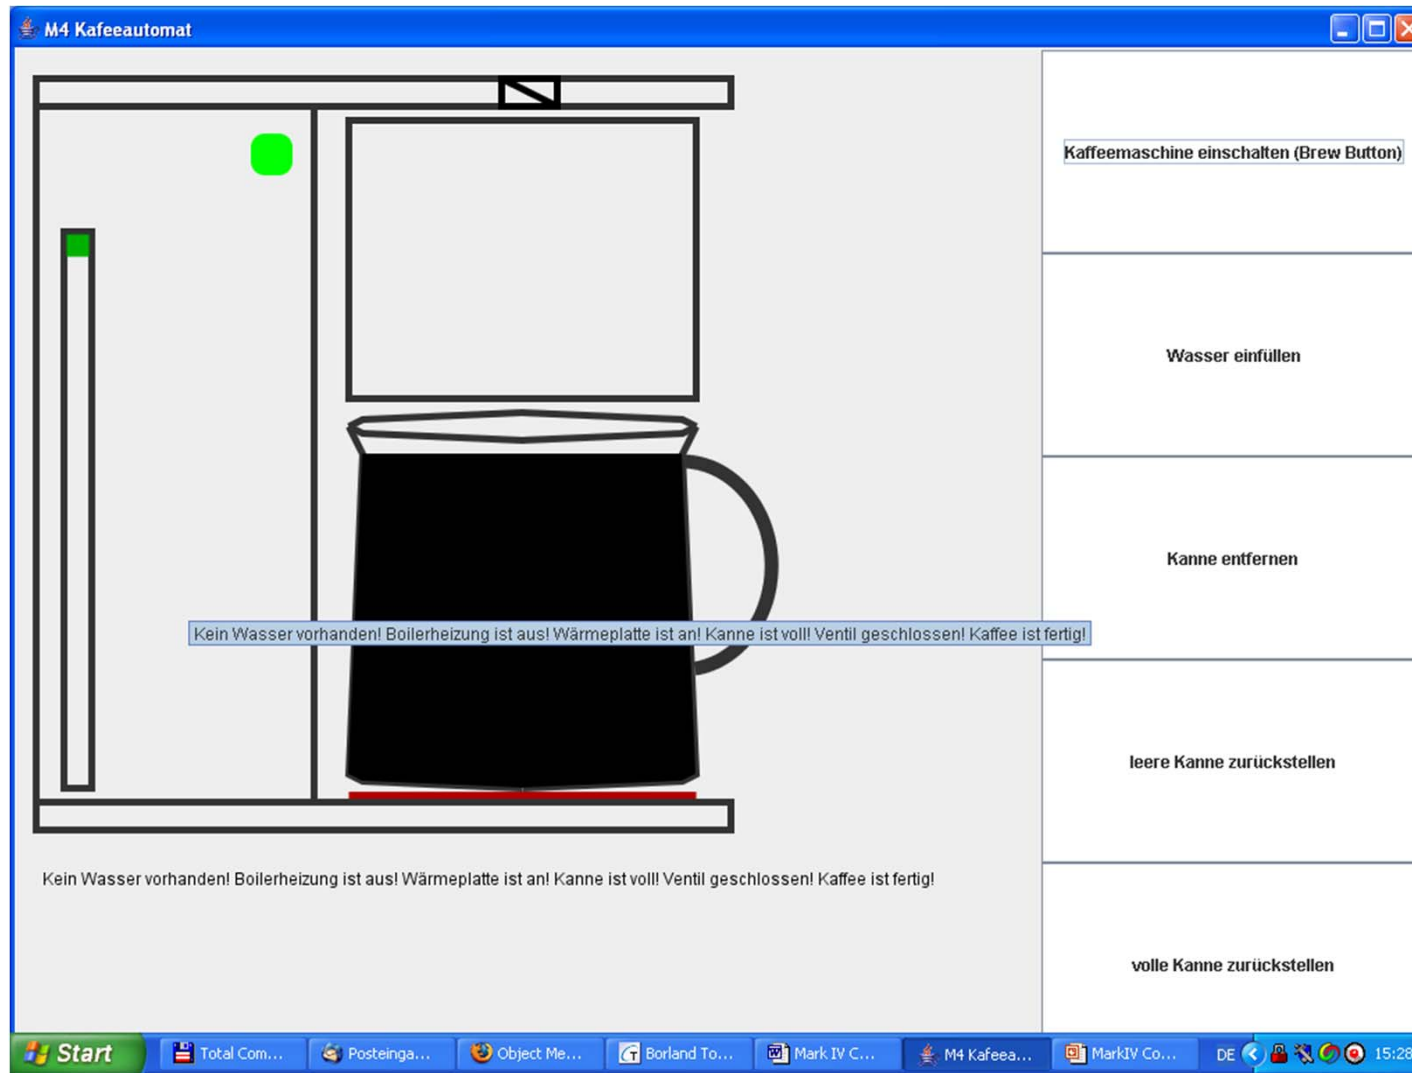 M4 Kafeeautomat
Kaffeemaschine einschalten (Brew Button)
Wasser einfüllen
Kanne entfernen
Kein Wasser vorhanden! Boilerheizung ist aus! Wärmeplatte ist an! Kanne ist voll! Ventil geschlossen! Kaffee ist fertig!
leere Kanne zurückstellen
Kein Wasser vorhanden! Boilerheizung ist aus! Wärmeplatte ist an! Kanne ist voll! Ventil geschlossen! Kaffee ist fertig!
volle Kanne zurückstellen
Start
Total Com...
Posteinga...
Object Me...
Borland To...
Mark IV C...
M4 Kafeea...
MarkIV Co...
DE
15:28